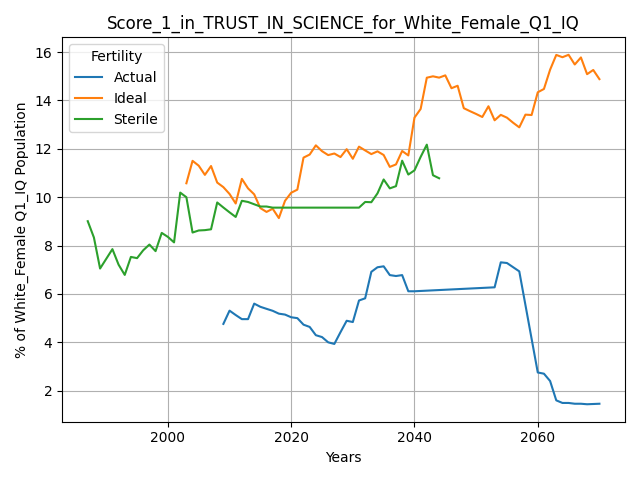 Score_1_in_TRUST_IN_SCIENCE_for_White_Female_Q1_IQ
% of White_Female Q1_IQ Population
16
14
12
10
8
6
4
2
Fertility
Actual
Ideal
Sterile
2000
2020
2040
2060
Years